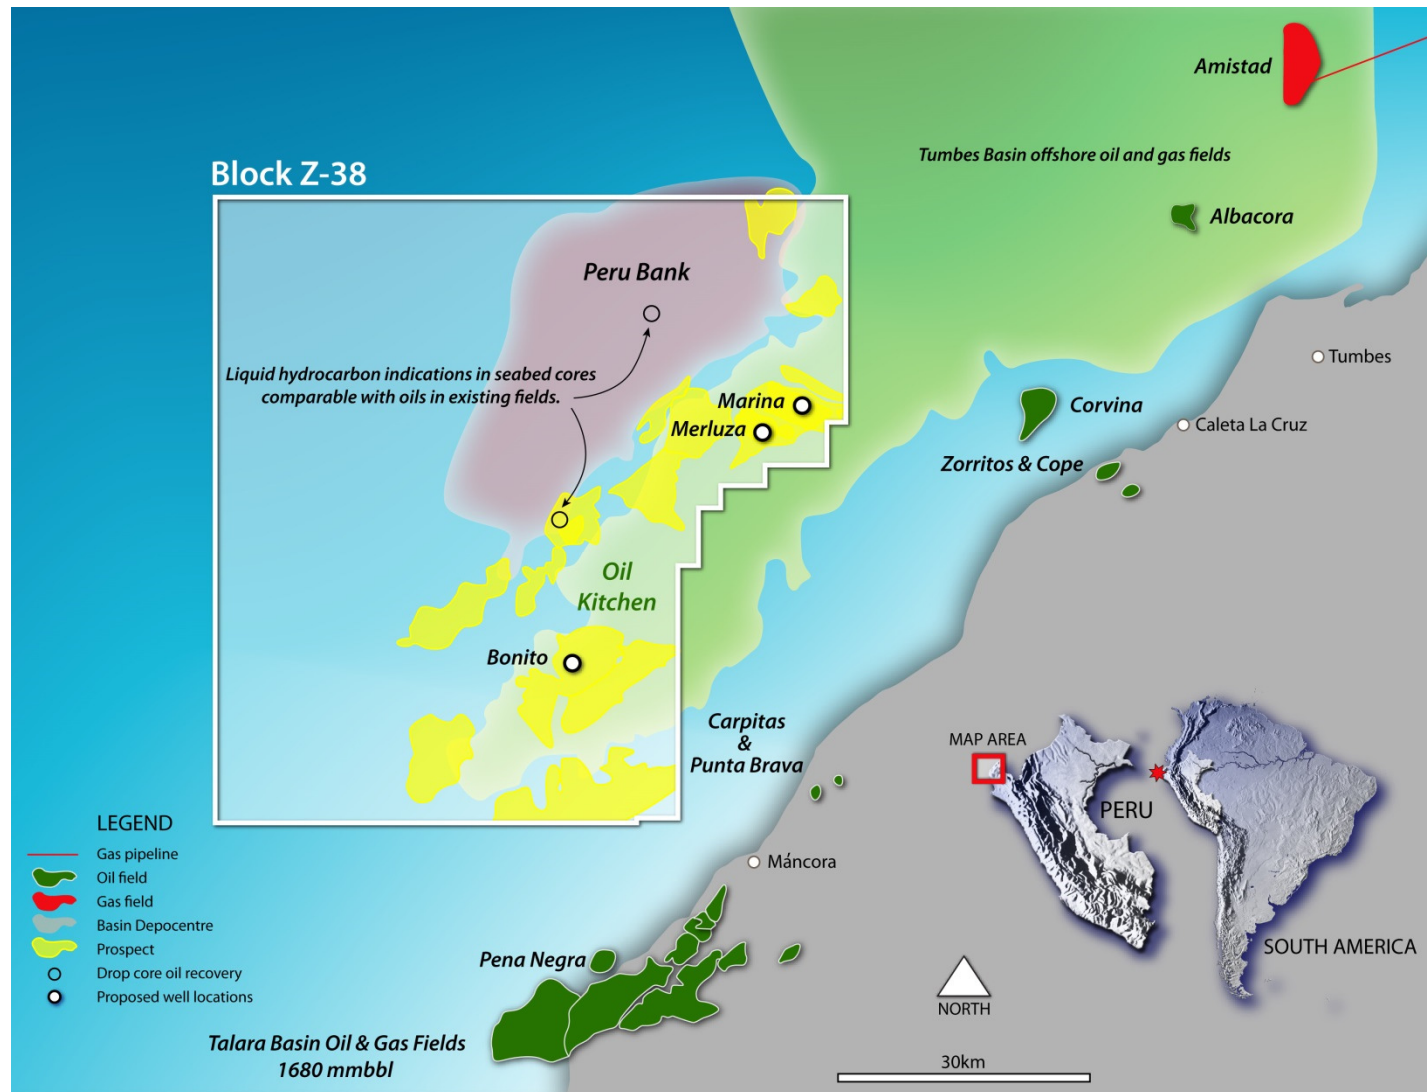 Amistad
Tumbes Basin offshore oil and gas fields
Block Z-38
Albacora
Peru Bank
Tumbes
Liquid hydrocarbon indications in seabed cores
comparable with oils in existing fields.
Marina
Merluza
Corvina
Caleta La Cruz
Zorritos & Cope
Oil
Kitchen
Bonito
Carpitas
&
Punta Brava
MAP AREA
PERU
SOUTH AMERICA
LEGEND
Gas pipeline
Oil field
Gas field
Basin Depocentre
Prospect
Drop core oil recovery
Proposed well locations
Máncora
Pena Negra
Talara Basin Oil & Gas Fields
1680 mmbbl
NORTH
30km